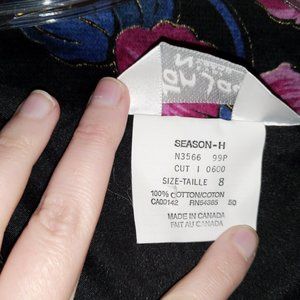 SEASON-H
N3566 99P
CUT I 0600
SIZE-TAILLE 8
100% COTTON/COTON
CA00142 RN54385 50
MADE IN CANADA
FAIT AU CANADA